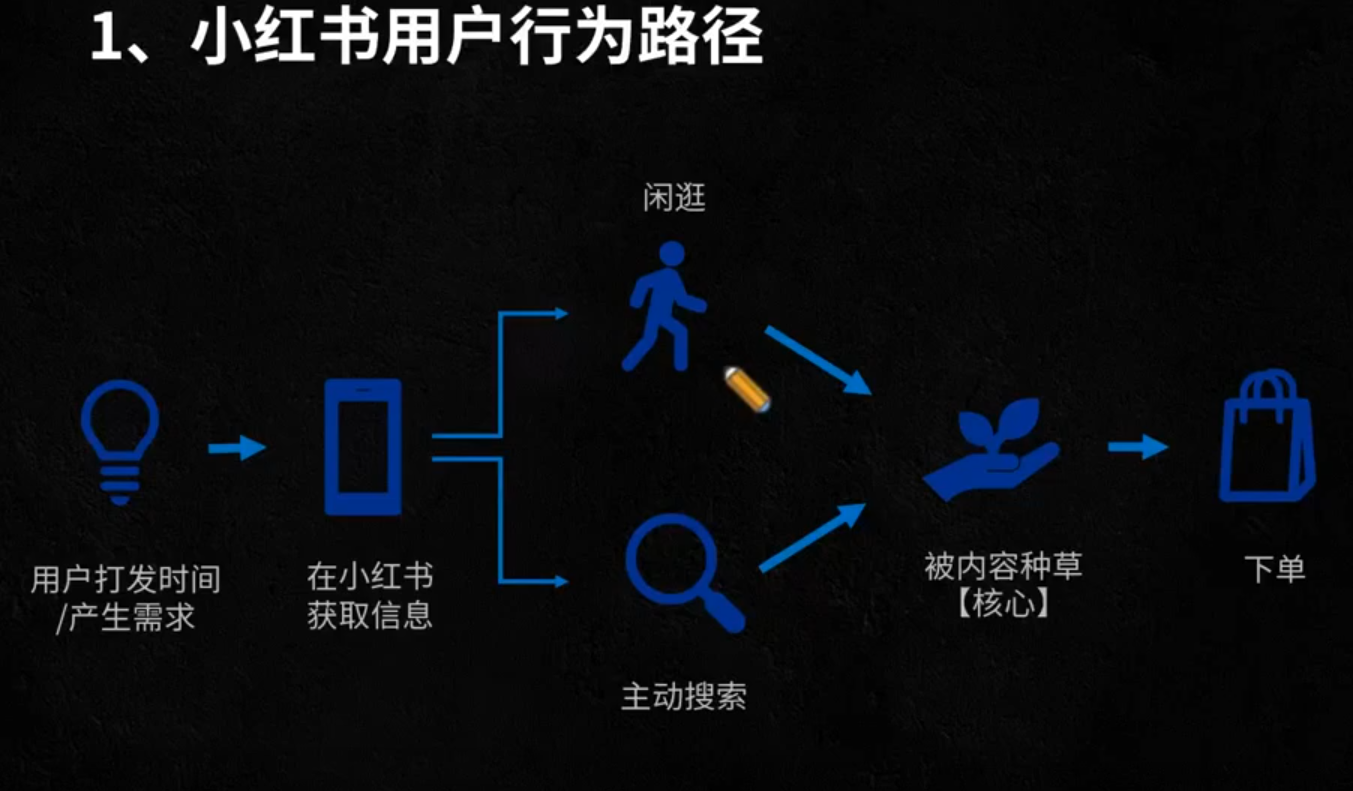 1、小红书用户行为路径
闲逛
用户打发时间
/产生需求
在小红书
获取信息
主动搜索
被内容种草
【核心】
下单